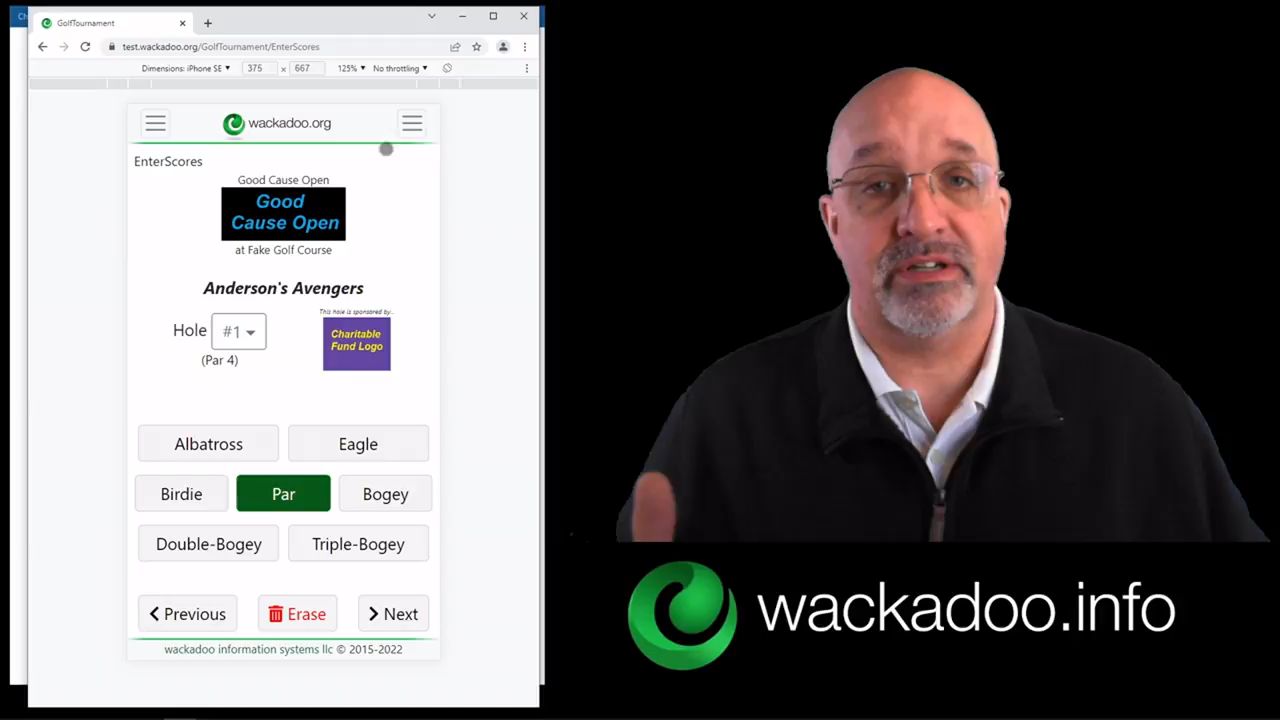 Ch
GolfTournament
test.wackadoo.org/GolfTournament/EnterScores
Dimensions: iPhone SE 375 x 667 125% No throttling
wackadoo.org
EnterScores
Good Cause Open
Good
Cause Open
at Fake Golf Course
Anderson's Avengers
Hole #1
(Par 4)
This hole is sponsored by...
Charitable
Fund Logo
Albatross Eagle
Birdie Par Bogey
Double-Bogey Triple-Bogey
Previous Erase Next
wackadoo information systems llc © 2015-2022
wackadoo.info